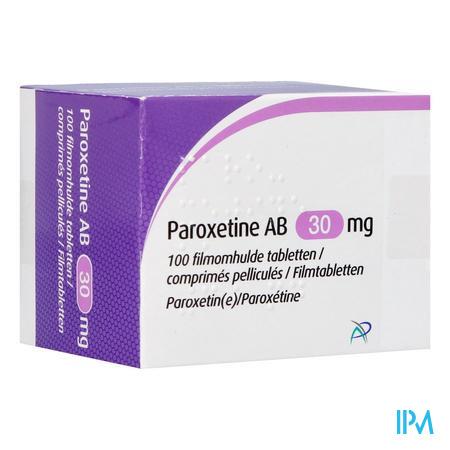 Paroxetine AB 30 mg
100 filmomhulde tabletten /
comprimés pelliculés / Filmtabletten
Paroxetine AB 30 mg
100 filmomhulde tabletten /
comprimés pelliculés / Filmtabletten
Paroxetin(e)/Paroxétine
IPM